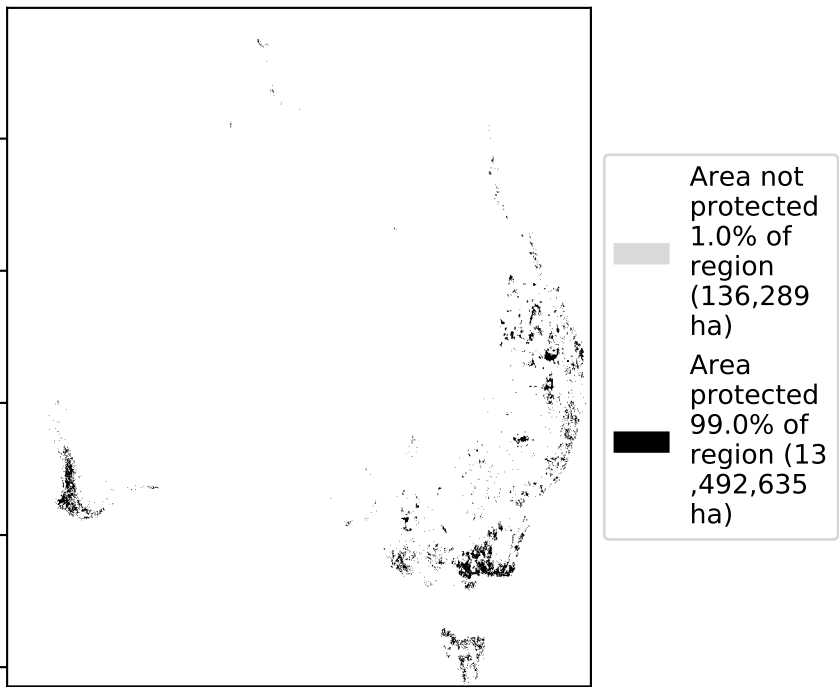 Area not
protected
1.0% of
region
(136,289
ha)
Area
protected
99.0% of
region (13
,492,635
ha)